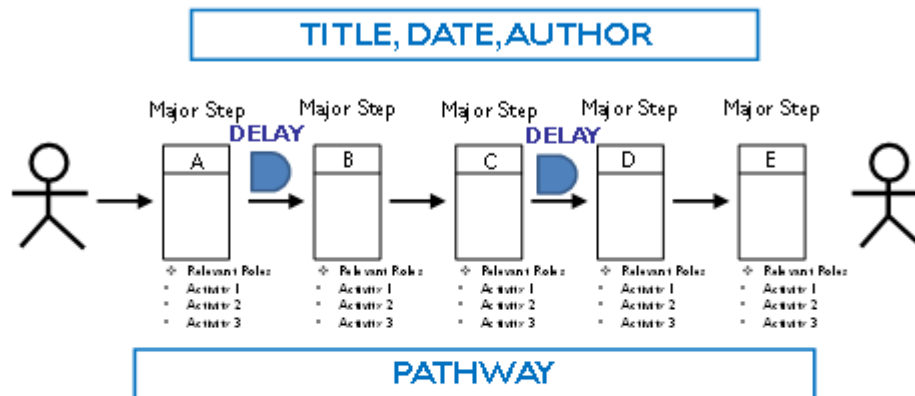 TITLE, DATE, AUTHOR
Major Step
Major Step
Major Step
Major Step
Major Step
DELAY
DELAY
A
B
C
D
E
❖ Relevant Roles
• Activity 1
• Activity 2
• Activity 3
❖ Relevant Roles
• Activity 1
• Activity 2
• Activity 3
❖ Relevant Roles
• Activity 1
• Activity 2
• Activity 3
❖ Relevant Roles
• Activity 1
• Activity 2
• Activity 3
❖ Relevant Roles
• Activity 1
• Activity 2
• Activity 3
PATHWAY